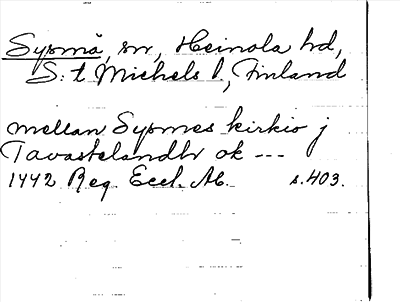 Sysmä, sn, Heinola hd,
S:t Michels l., Finland
mellan Sysmes kirkio j
Tavastelandh ok ---
1442 Reg. Eccl. Ab. s. 403.